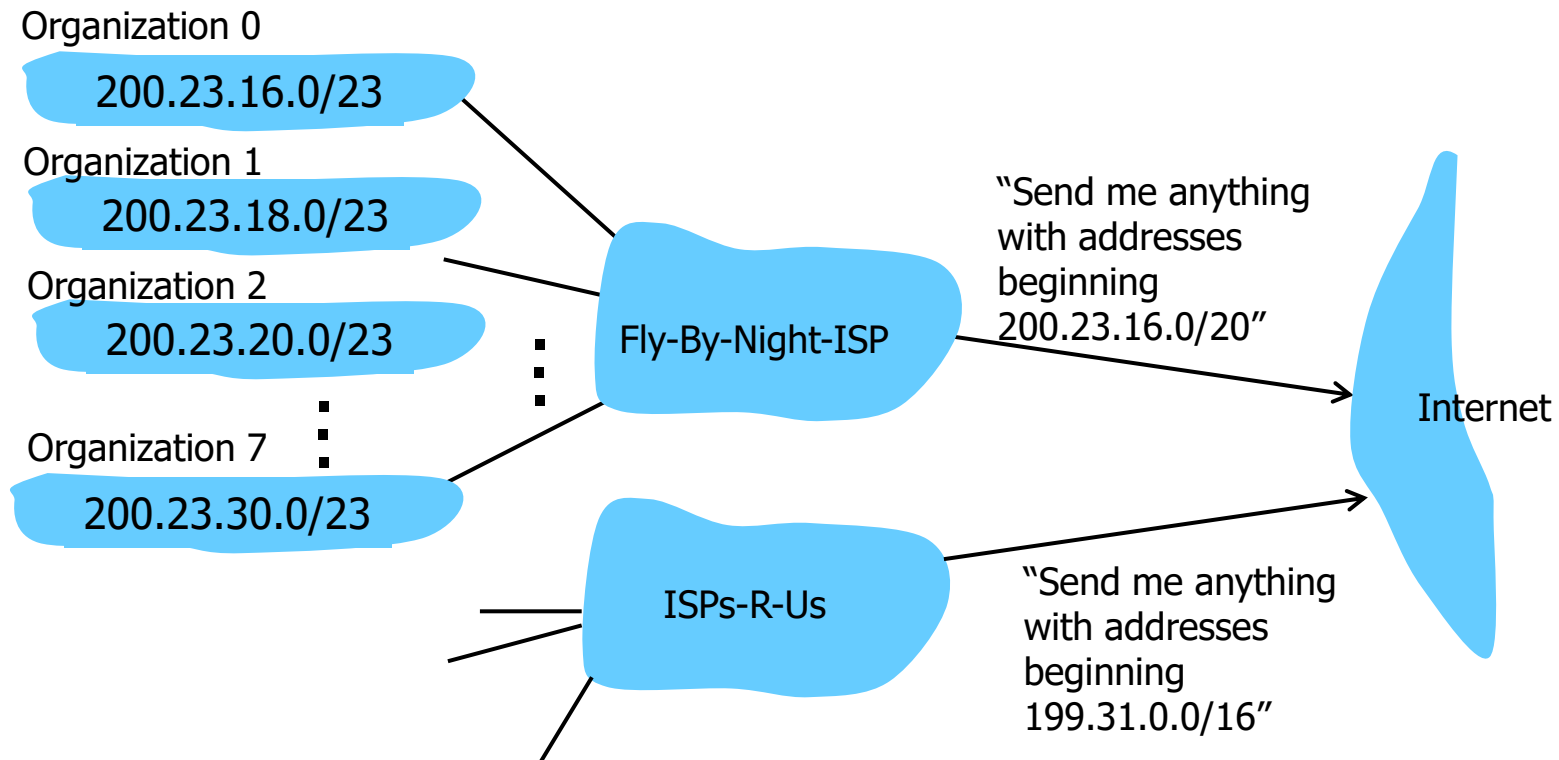 Organization 0
200.23.16.0/23
Organization 1
200.23.18.0/23
Organization 2
200.23.20.0/23
Organization 7
200.23.30.0/23
Fly-By-Night-ISP
“Send me anything
with addresses
beginning
200.23.16.0/20”
Internet
ISPs-R-Us
“Send me anything
with addresses
beginning
199.31.0.0/16”